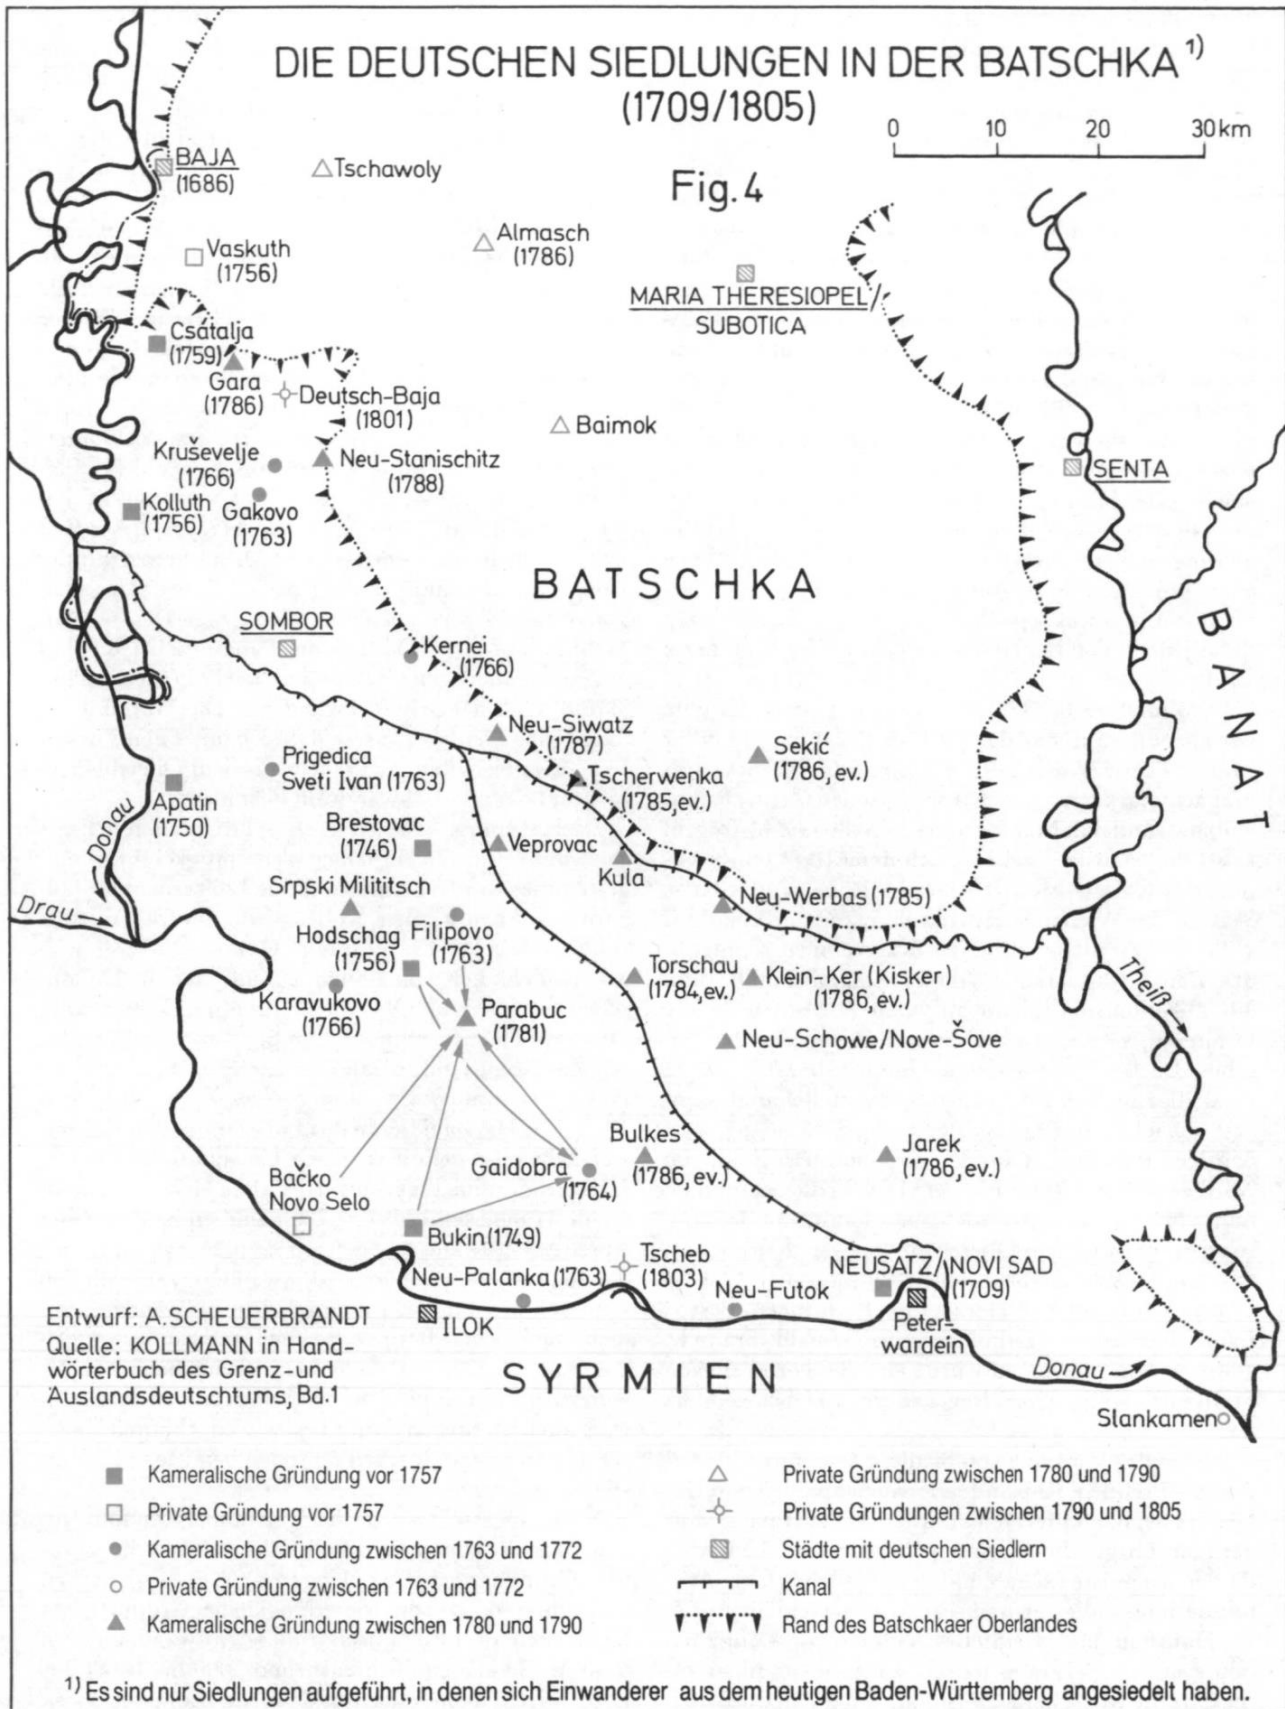 DIE DEUTSCHEN SIEDLUNGEN IN DER BATSCHKA¹⁾
(1709/1805)
0 10 20 30 km
Fig. 4
BAJA
(1686)
Tschawoly
Almasch
(1786)
Vaskuth
(1756)
MARIA THERESIOPEL/
SUBOTICA
Csátalja
(1759)
Gara
(1786)
Deutsch-Baja
(1801)
Baimok
Kruševelje
(1766)
Neu-Stanischitz
(1788)
SENTA
Kolluth
(1756)
Gakovo
(1763)
BATSCHKA
BANAT
SOMBOR
Kernei
(1766)
Neu-Siwatz
(1787)
Sekić
(1786, ev.)
Prigedica
Sveti Ivan (1763)
Tscherwenka
(1785, ev.)
Apatin
(1750)
Donau
Brestovac
(1746)
Veprovac
Kula
Srpski Milititsch
Neu-Werbas (1785)
Drau
Hodschag
(1756)
Filipovo
(1763)
Torschau
(1784, ev.)
Klein-Ker (Kisker)
(1786, ev.)
Theiß
Karavukovo
(1766)
Parabuc
(1781)
Neu-Schowe/Nove-Šove
Bulkes
(1786, ev.)
Jarek
(1786, ev.)
Gaidobra
(1764)
Bačko
Novo Selo
Bukin (1749)
Tscheb
(1803)
Neu-Palanka (1763)
Neu-Futok
NEUSATZ/NOVI SAD
(1709)
Peter-
wardein
ILOK
Entwurf: A. SCHEUERBRANDT
Quelle: KOLLMANN in Hand-
wörterbuch des Grenz-und
Auslandsdeutschtums, Bd.1
SYRMIEN
Donau
Slankamen
Kameralische Gründung vor 1757
Private Gründung vor 1757
Kameralische Gründung zwischen 1763 und 1772
Private Gründung zwischen 1763 und 1772
Kameralische Gründung zwischen 1780 und 1790
Private Gründung zwischen 1780 und 1790
Private Gründungen zwischen 1790 und 1805
Städte mit deutschen Siedlern
Kanal
Rand des Batschkaer Oberlandes
¹⁾ Es sind nur Siedlungen aufgeführt, in denen sich Einwanderer aus dem heutigen Baden-Württemberg angesiedelt haben.